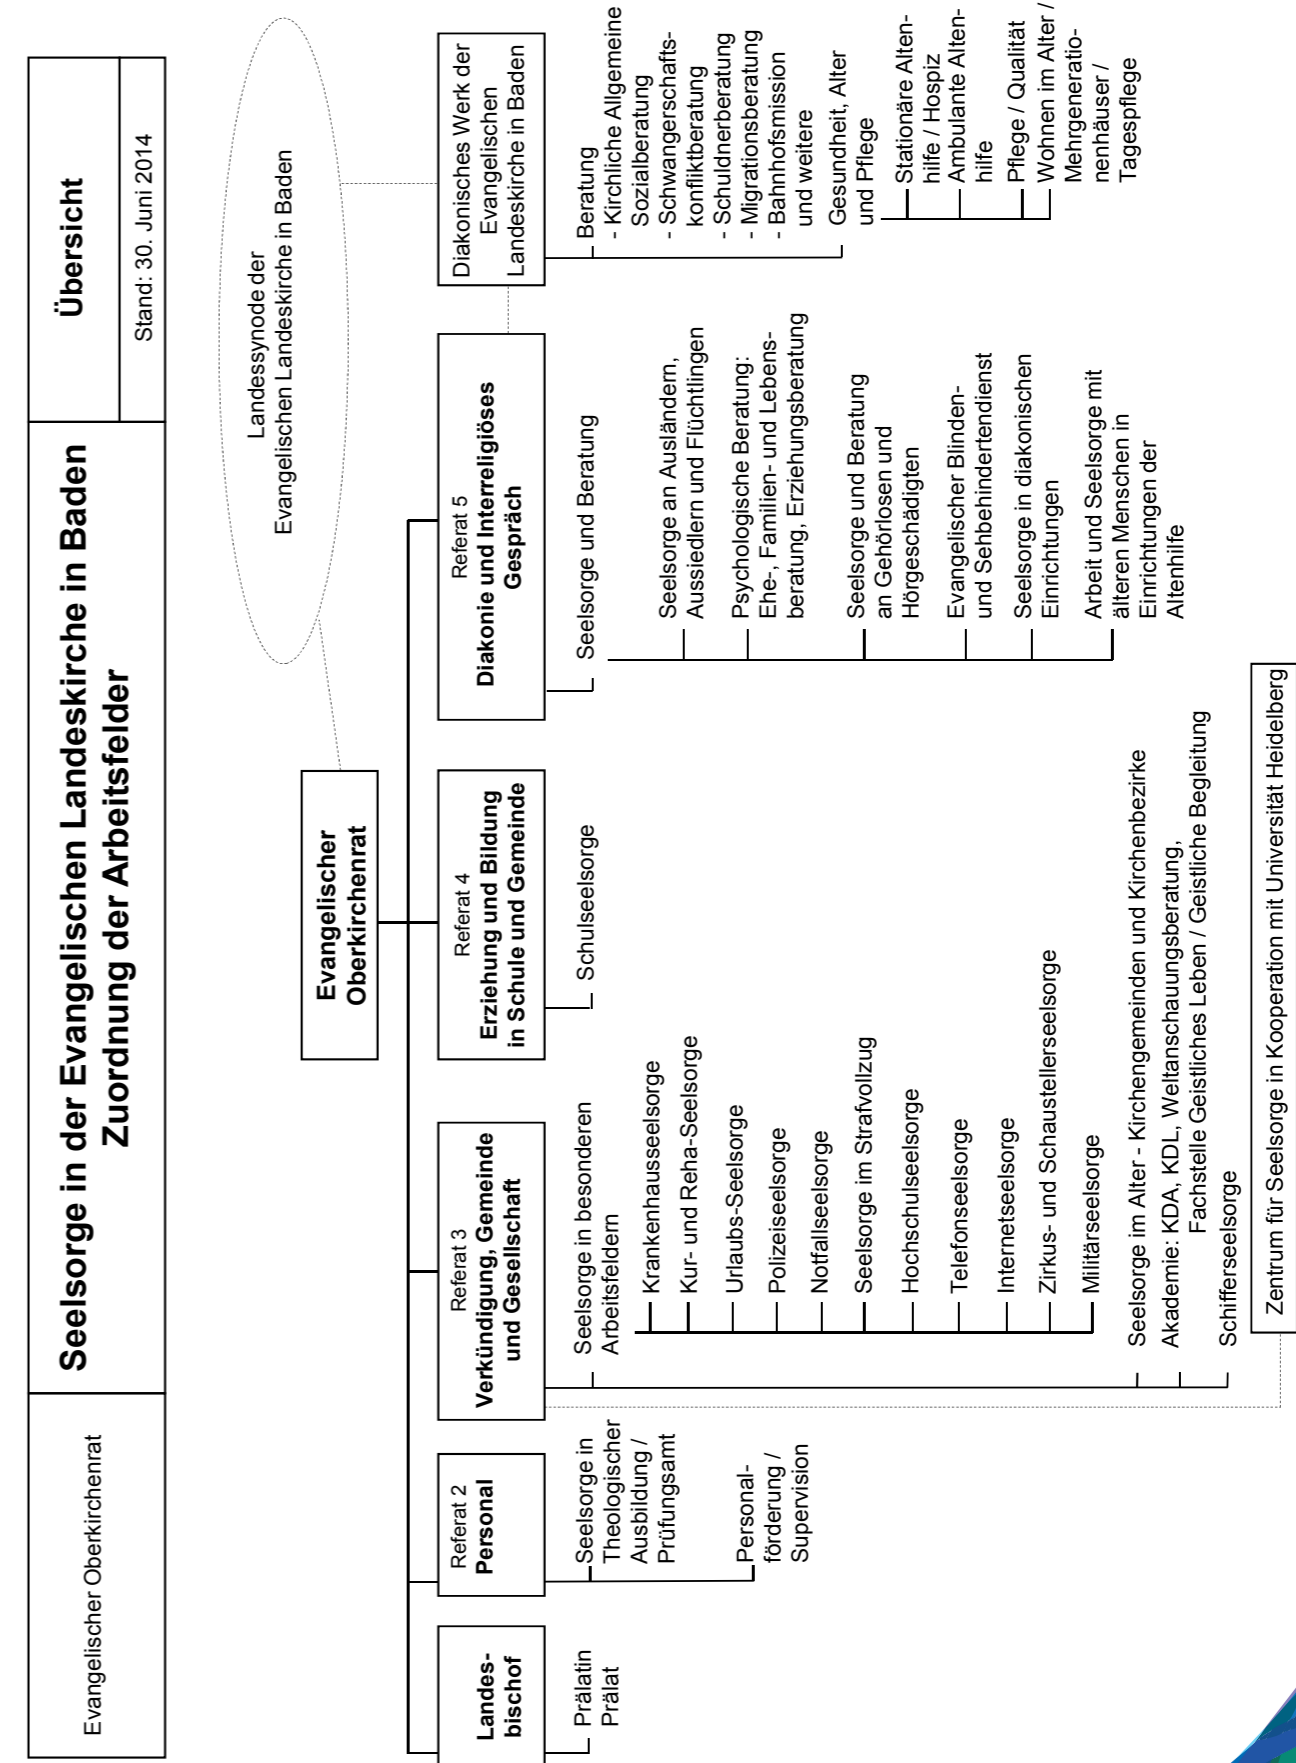 Evangelischer Oberkirchenrat
Seelsorge in der Evangelischen Landeskirche in Baden
Zuordnung der Arbeitsfelder
Übersicht
Stand: 30. Juni 2014
Landessynode der
Evangelischen Landeskirche in Baden
Evangelischer
Oberkirchenrat
Landes-
bischof
Prälatin
Prälat
Referat 2
Personal
Seelsorge in
Theologischer
Ausbildung /
Prüfungsamt
Personal-
förderung /
Supervision
Referat 3
Verkündigung, Gemeinde
und Gesellschaft
Seelsorge in besonderen
Arbeitsfeldern
Krankenhausseelsorge
Kur- und Reha-Seelsorge
Urlaubs-Seelsorge
Polizeiseelsorge
Notfallseelsorge
Seelsorge im Strafvollzug
Hochschulseelsorge
Telefonseelsorge
Internetseelsorge
Zirkus- und Schaustellerseelsorge
Militärseelsorge
Seelsorge im Alter - Kirchengemeinden und Kirchenbezirke
Akademie: KDA, KDL, Weltanschauungsberatung,
Fachstelle Geistliches Leben / Geistliche Begleitung
Schifferseelsorge
Zentrum für Seelsorge in Kooperation mit Universität Heidelberg
Referat 4
Erziehung und Bildung
in Schule und Gemeinde
Schulseelsorge
Referat 5
Diakonie und Interreligiöses
Gespräch
Seelsorge und Beratung
Seelsorge an Ausländern,
Aussiedlern und Flüchtlingen
Psychologische Beratung:
Ehe-, Familien- und Lebens-
beratung, Erziehungsberatung
Seelsorge und Beratung
an Gehörlosen und
Hörgeschädigten
Evangelischer Blinden-
und Sehbehindertendienst
Seelsorge in diakonischen
Einrichtungen
Arbeit und Seelsorge mit
älteren Menschen in
Einrichtungen der
Altenhilfe
Diakonisches Werk der
Evangelischen
Landeskirche in Baden
Beratung
- Kirchliche Allgemeine
Sozialberatung
- Schwangerschafts-
konfliktberatung
- Schuldnerberatung
- Migrationsberatung
- Bahnhofsmission
und weitere
Gesundheit, Alter
und Pflege
Stationäre Alten-
hilfe / Hospiz
Ambulante Alten-
hilfe
Pflege / Qualität
Wohnen im Alter /
Mehrgeneratio-
nenhäuser /
Tagespflege